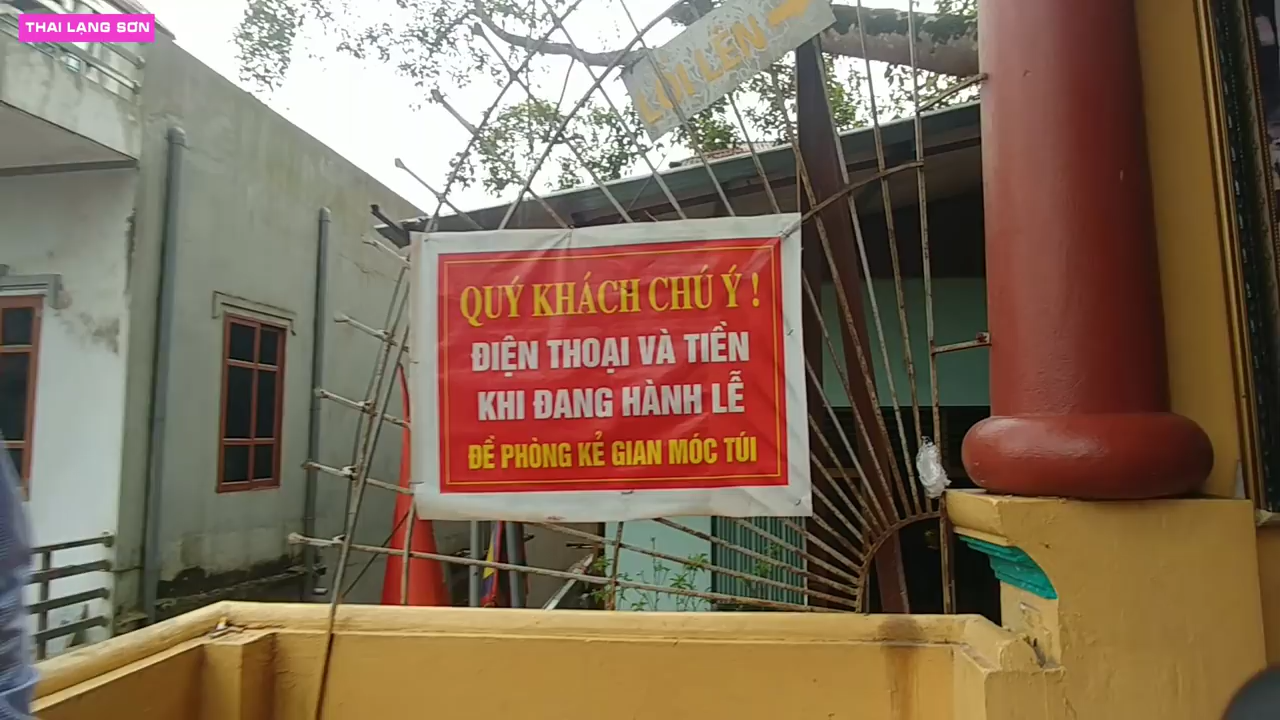 THAI LẠNG SƠN
LỐI LÊN
QUÝ KHÁCH CHÚ Ý !
ĐIỆN THOẠI VÀ TIỀN
KHI ĐANG HÀNH LỄ
ĐỀ PHÒNG KẺ GIAN MÓC TÚI